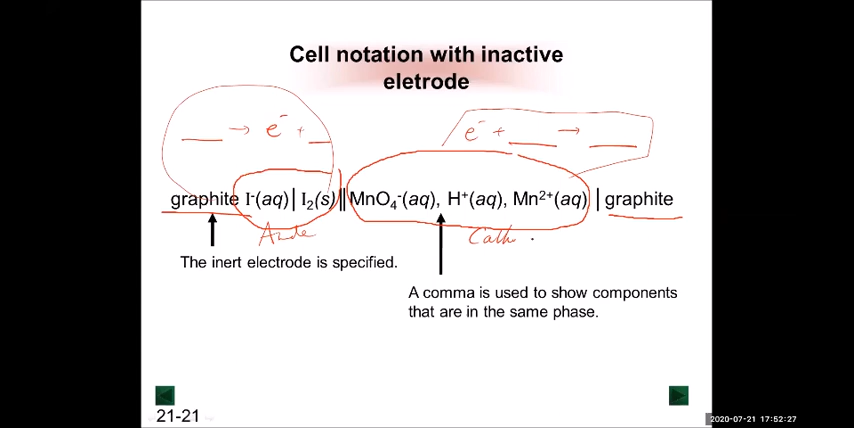 Cell notation with inactive
eletrode
→ e⁻ +
e⁻ + →
graphite I⁻(aq)| I₂(s)‖MnO₄⁻(aq), H⁺(aq), Mn²⁺(aq) | graphite
Cath
The inert electrode is specified.
A comma is used to show components
that are in the same phase.
21-21
2020-07-21 17:52:27